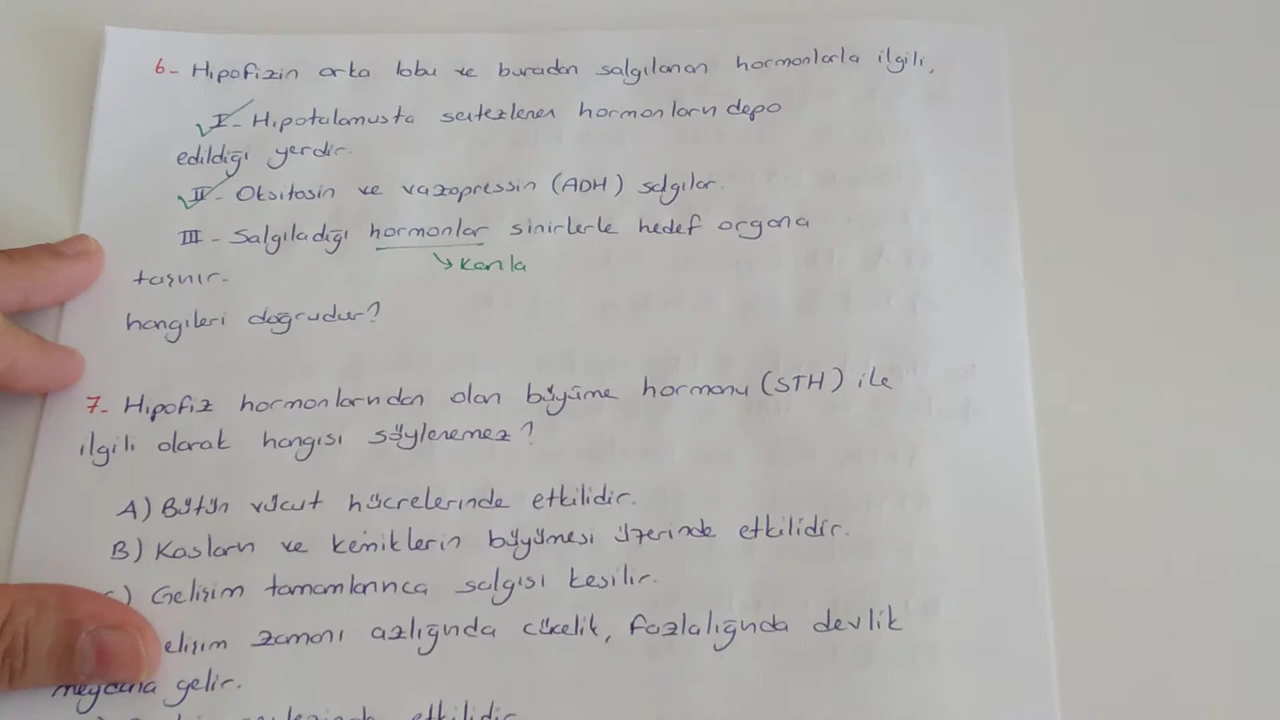 6- Hipofizin arka lobu ve buradan salgılanan hormonlarla ilgili,
I- Hipotalamusta sentezlenen hormonların depo
edildiği yerdir.
II- Oksitosin ve vazopressin (ADH) salgılar.
III- Salgıladığı hormonlar sinirlerle hedef organa
↳ kanla
taşınır.
hangileri doğrudur?
7- Hipofiz hormonlarından olan büyüme hormonu (STH) ile
ilgili olarak hangisi söylenemez?
A) Bütün vücut hücrelerinde etkilidir.
B) Kasların ve kemiklerin büyümesi üzerinde etkilidir.
) Gelişim tamamlanınca salgısı kesilir.
elişim zamanı azlığında cücelik, fazlalığında devlik
meydana gelir.
etkilidir